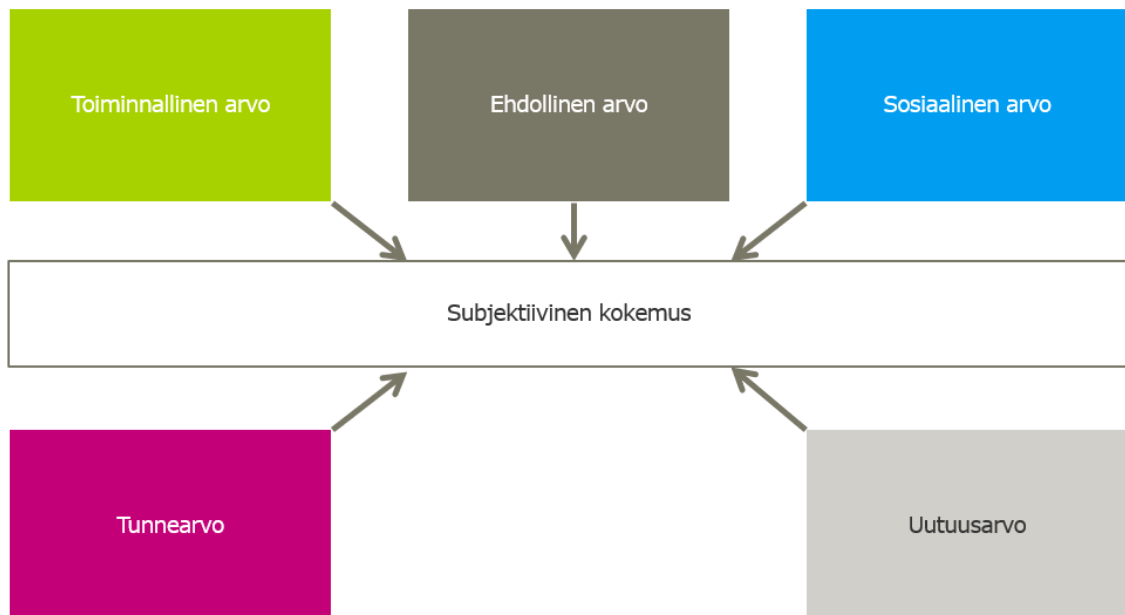 Toiminnallinen arvo
Ehdollinen arvo
Sosiaalinen arvo
Subjektiivinen kokemus
Tunnearvo
Uutuusarvo